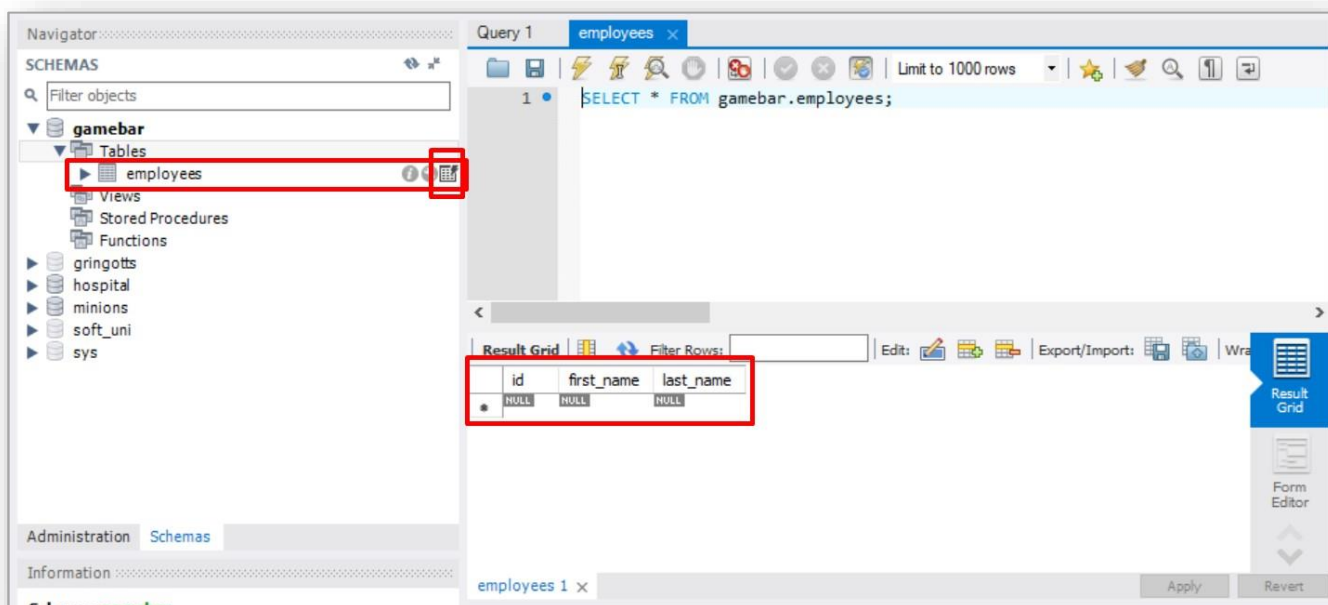 Navigator
SCHEMAS
Filter objects
gamebar
Tables
employees
Views
Stored Procedures
Functions
gringotts
hospital
minions
soft_uni
sys
Administration Schemas
Information
Query 1 employees
Limit to 1000 rows
1 SELECT * FROM gamebar.employees;
Result Grid Filter Rows: Edit: Export/Import: Wra
id first_name last_name
NULL NULL NULL
Result
Grid
Form
Editor
employees 1
Apply Revert